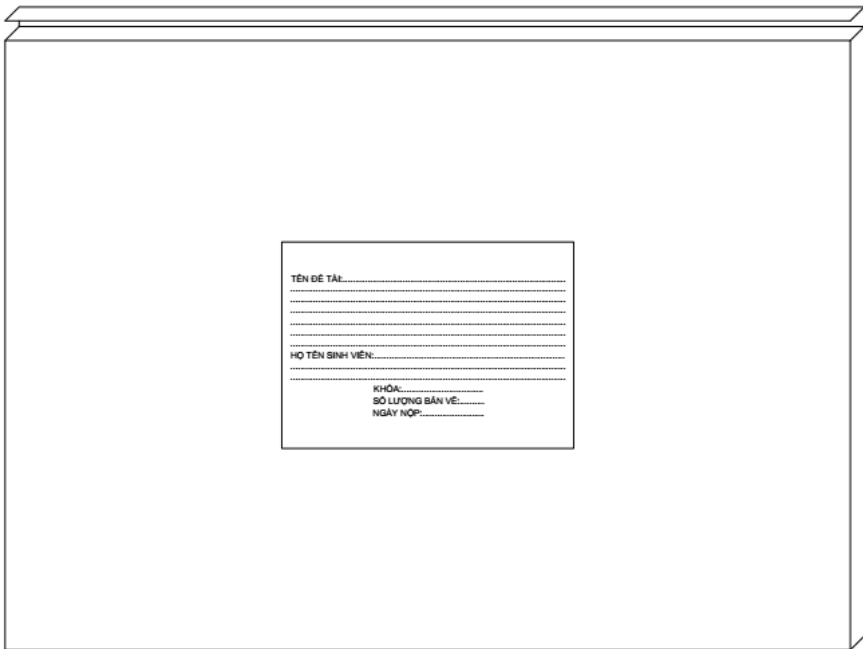 TÊN ĐỀ TÀI:......................................................................
......................................................................................
......................................................................................
......................................................................................
......................................................................................
......................................................................................
......................................................................................
HỌ TÊN SINH VIÊN:............................................................
......................................................................................
......................................................................................
KHÓA:..........................
SỐ LƯỢNG BẢN VẼ:........
NGÀY NỘP:....................